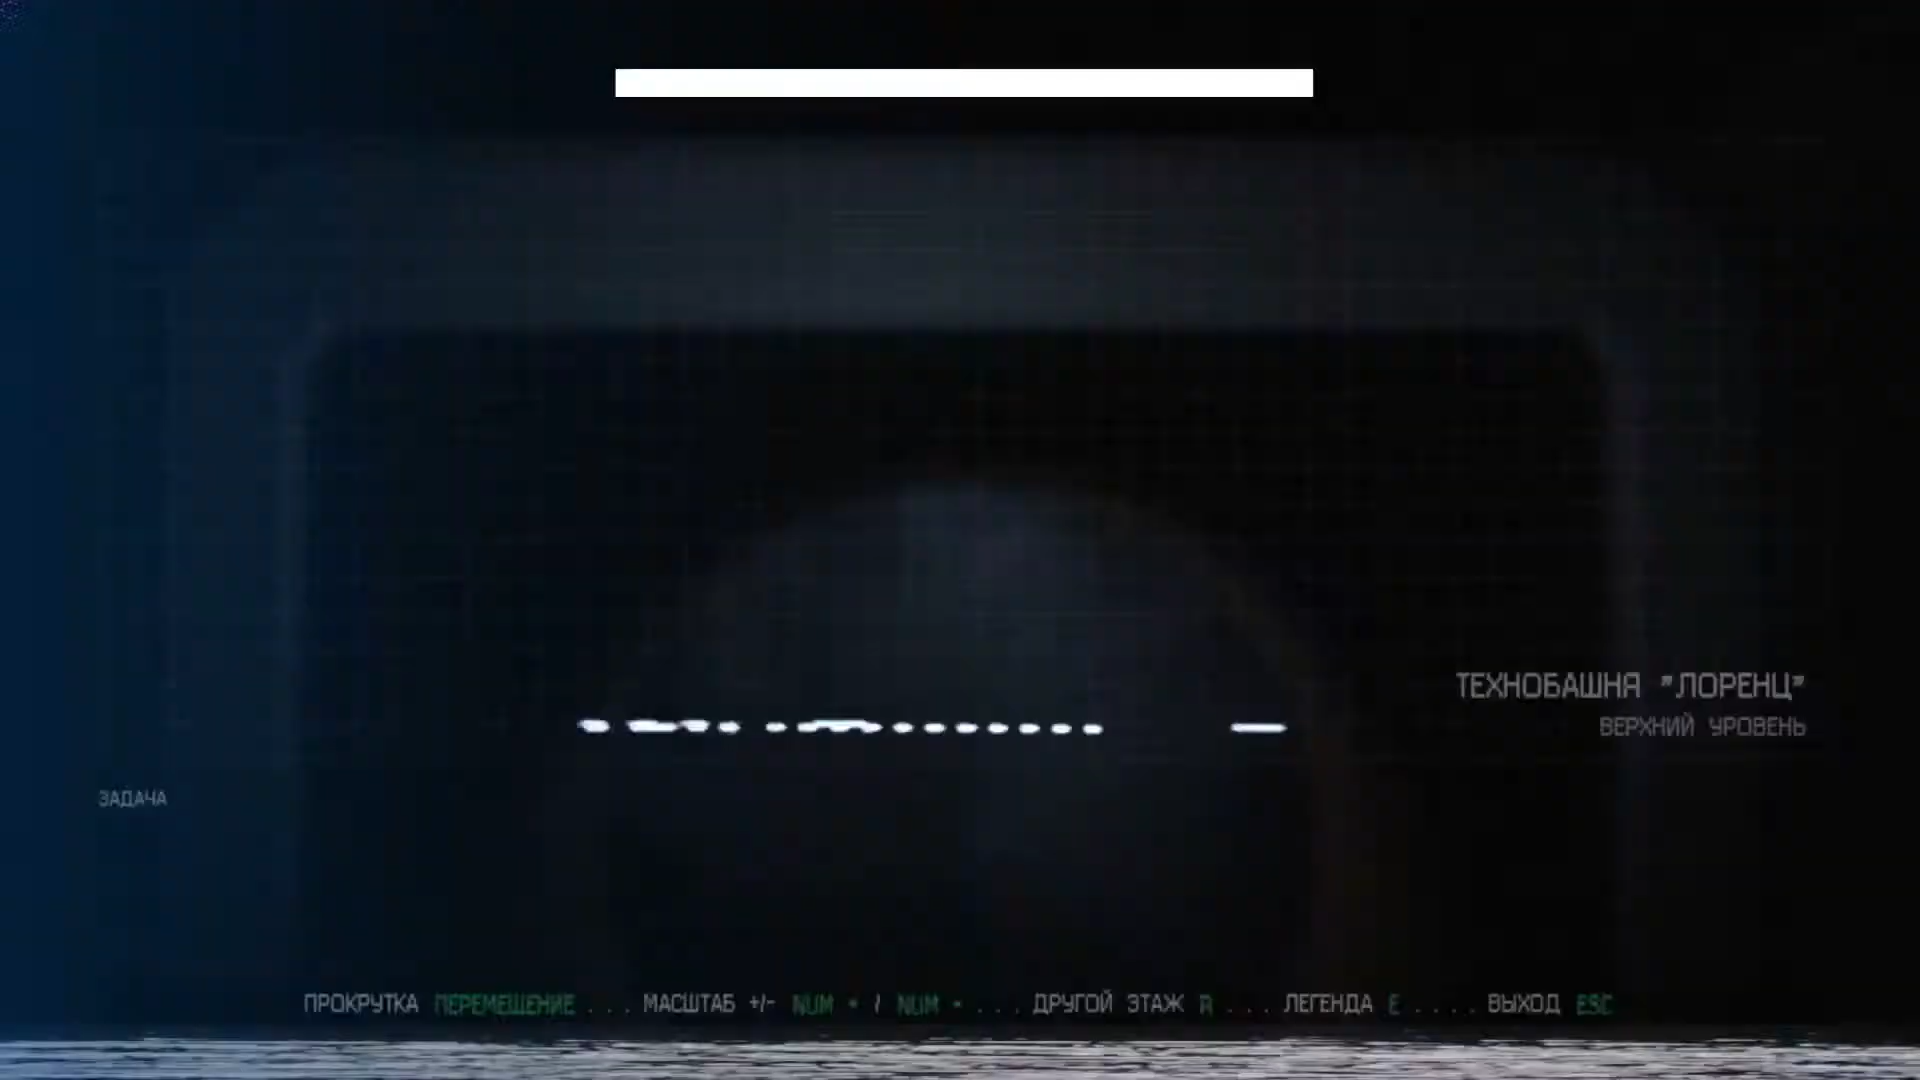 ТЕХНОБАШНЯ "ЛОРЕНЦ"
ВЕРХНИЙ УРОВЕНЬ
ЗАДАЧА
ПРОКРУТКА ПЕРЕМЕЩЕНИЕ . . . МАСШТАБ +/- NUM + / NUM - . . . ДРУГОЙ ЭТАЖ R . . . . ЛЕГЕНДА E . . . . . ВЫХОД ESC